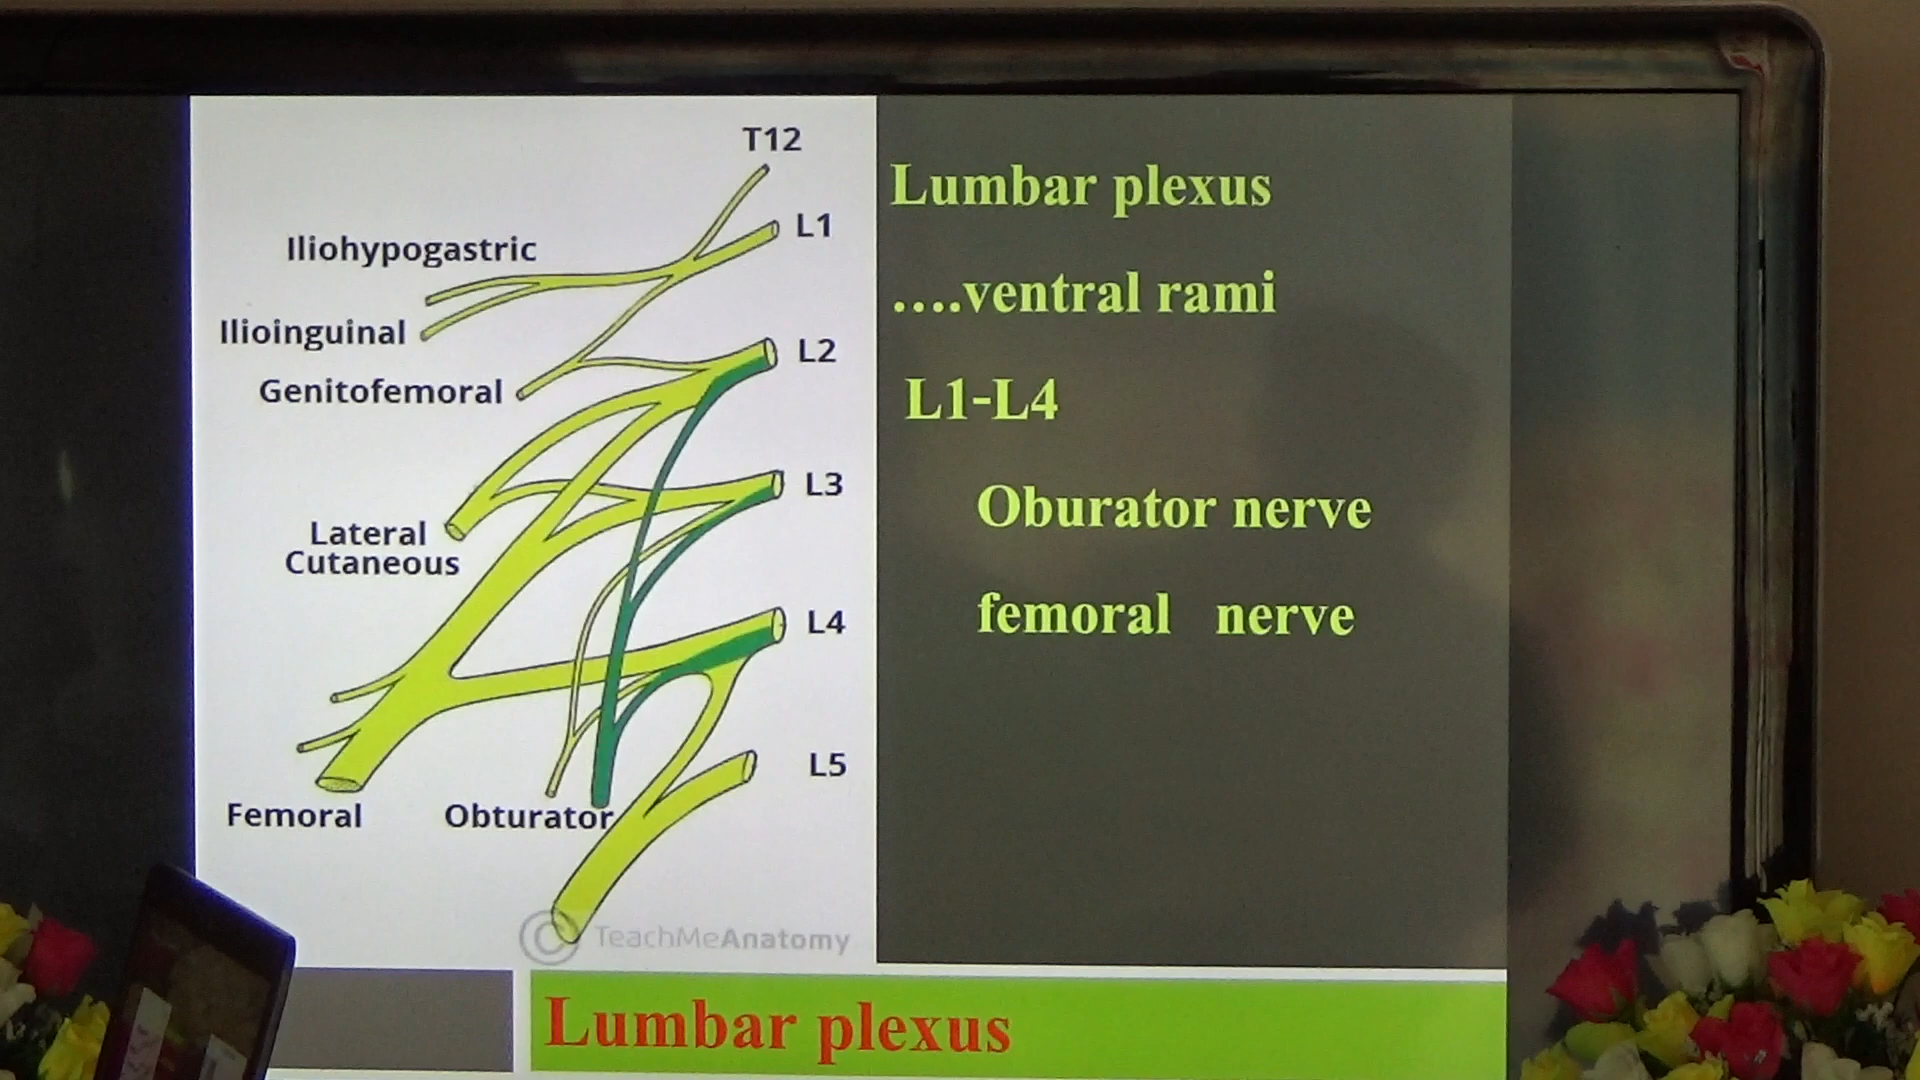 T12
L1
Iliohypogastric
Ilioinguinal
L2
Genitofemoral
L3
Lateral
Cutaneous
L4
L5
Femoral
Obturator
© TeachMeAnatomy
Lumbar plexus
....ventral rami
L1-L4
Oburator nerve
femoral nerve
Lumbar plexus